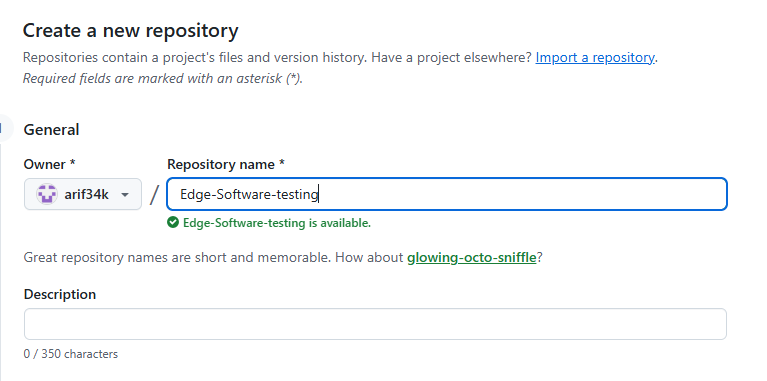 Create a new repository
Repositories contain a project's files and version history. Have a project elsewhere? Import a repository.
Required fields are marked with an asterisk (*).
General
Owner *
Repository name *
arif34k
/
Edge-Software-testing
Edge-Software-testing is available.
Great repository names are short and memorable. How about glowing-octo-sniffle?
Description
0 / 350 characters